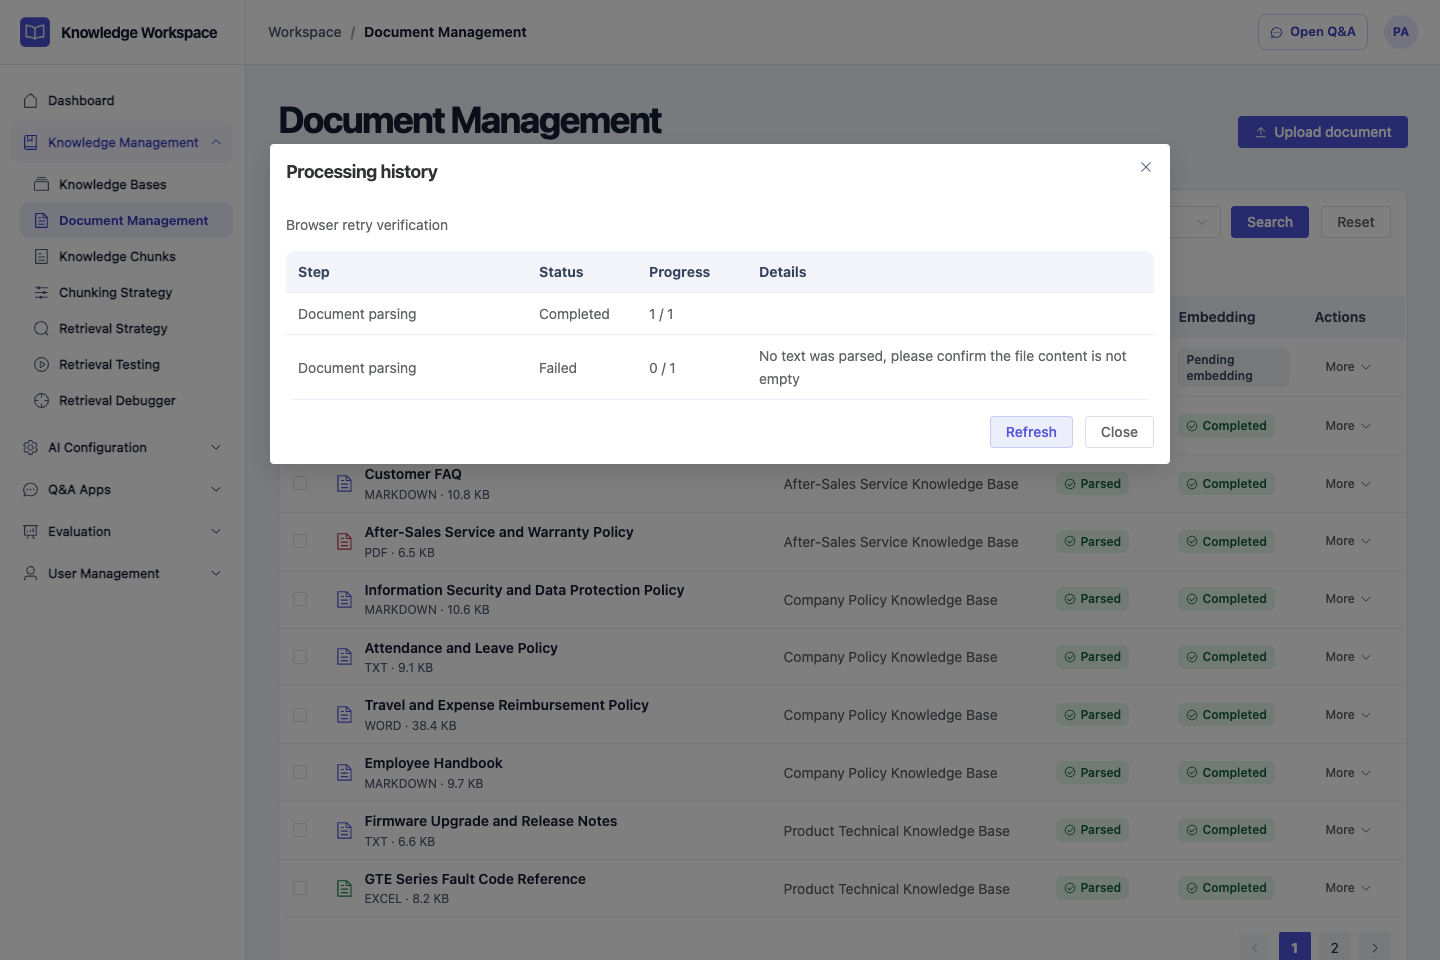 Knowledge Workspace
Workspace / Document Management
Open Q&A
PA
Dashboard
Knowledge Management
Knowledge Bases
Document Management
Knowledge Chunks
Chunking Strategy
Retrieval Strategy
Retrieval Testing
Retrieval Debugger
AI Configuration
Q&A Apps
Evaluation
User Management
Document Management
Upload document
Search
Reset
Processing history
Browser retry verification
Step Status Progress Details
Document parsing Completed 1 / 1
Document parsing Failed 0 / 1 No text was parsed, please confirm the file content is not
empty
Refresh Close
Embedding Actions
Pending
embedding
More
Completed More
Customer FAQ
MARKDOWN · 10.8 KB
After-Sales Service Knowledge Base Parsed Completed More
After-Sales Service and Warranty Policy
PDF · 6.5 KB
After-Sales Service Knowledge Base Parsed Completed More
Information Security and Data Protection Policy
MARKDOWN · 10.6 KB
Company Policy Knowledge Base Parsed Completed More
Attendance and Leave Policy
TXT · 9.1 KB
Company Policy Knowledge Base Parsed Completed More
Travel and Expense Reimbursement Policy
WORD · 38.4 KB
Company Policy Knowledge Base Parsed Completed More
Employee Handbook
MARKDOWN · 9.7 KB
Company Policy Knowledge Base Parsed Completed More
Firmware Upgrade and Release Notes
TXT · 6.6 KB
Product Technical Knowledge Base Parsed Completed More
GTE Series Fault Code Reference
EXCEL · 8.2 KB
Product Technical Knowledge Base Parsed Completed More
1 2